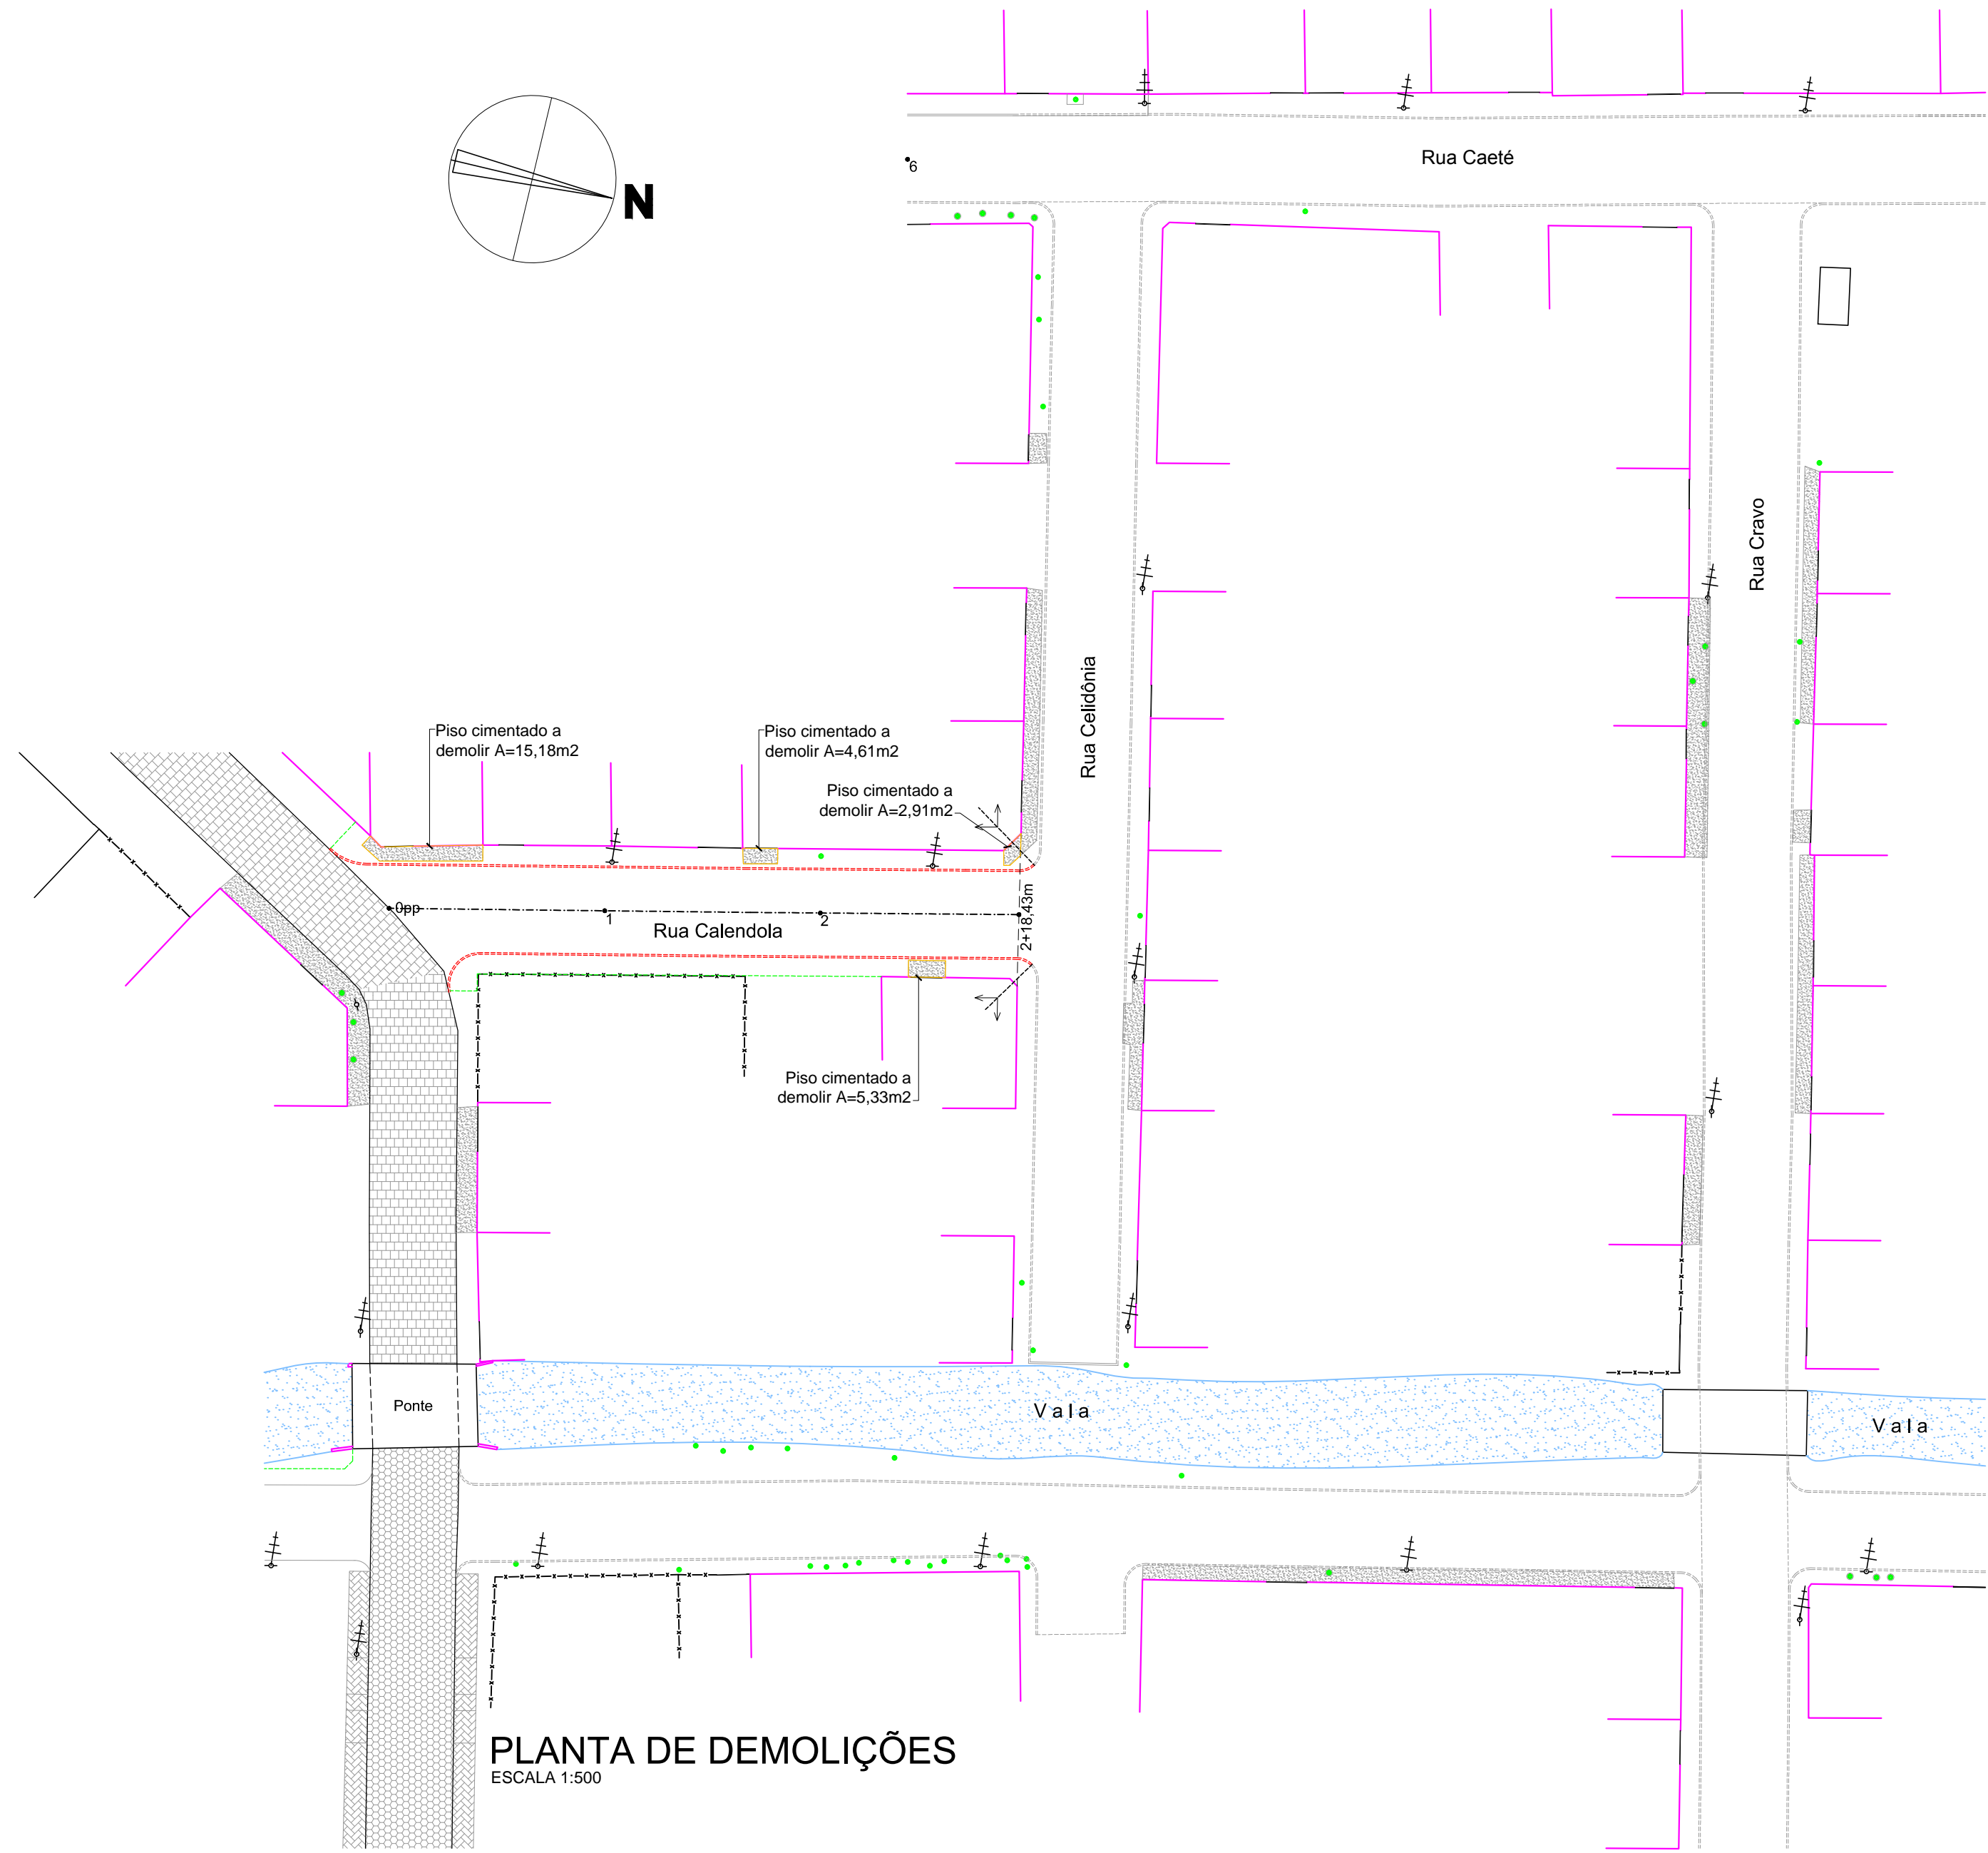 N
6
Rua Caeté
Rua Cravo
Rua Celidônia
Piso cimentado a
demolir A=15,18m2
Piso cimentado a
demolir A=4,61m2
Piso cimentado a
demolir A=2,91m2
0pp
1
2
2+18,43m
Rua Calendola
Piso cimentado a
demolir A=5,33m2
Ponte
Vala
Vala
PLANTA DE DEMOLIÇÕES
ESCALA 1:500